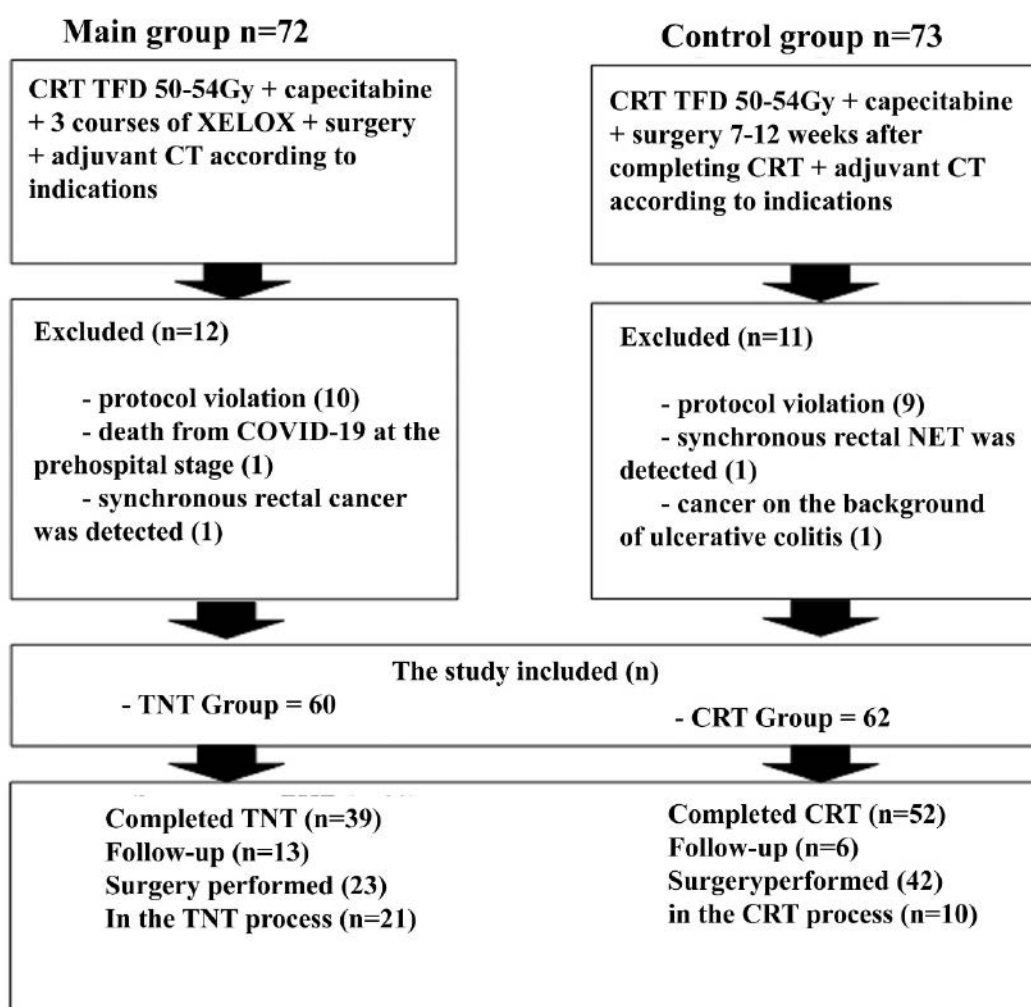 Main group n=72
CRT TFD 50-54Gy + capecitabine
+ 3 courses of XELOX + surgery
+ adjuvant CT according to
indications
Control group n=73
CRT TFD 50-54Gy + capecitabine
+ surgery 7-12 weeks after
completing CRT + adjuvant CT
according to indications
Excluded (n=12)
- protocol violation (10)
- death from COVID-19 at the
prehospital stage (1)
- synchronous rectal cancer
was detected (1)
Excluded (n=11)
- protocol violation (9)
- synchronous rectal NET was
detected (1)
- cancer on the background
of ulcerative colitis (1)
The study included (n)
- TNT Group = 60
- CRT Group = 62
Completed TNT (n=39)
Follow-up (n=13)
Surgery performed (23)
In the TNT process (n=21)
Completed CRT (n=52)
Follow-up (n=6)
Surgeryperformed (42)
in the CRT process (n=10)